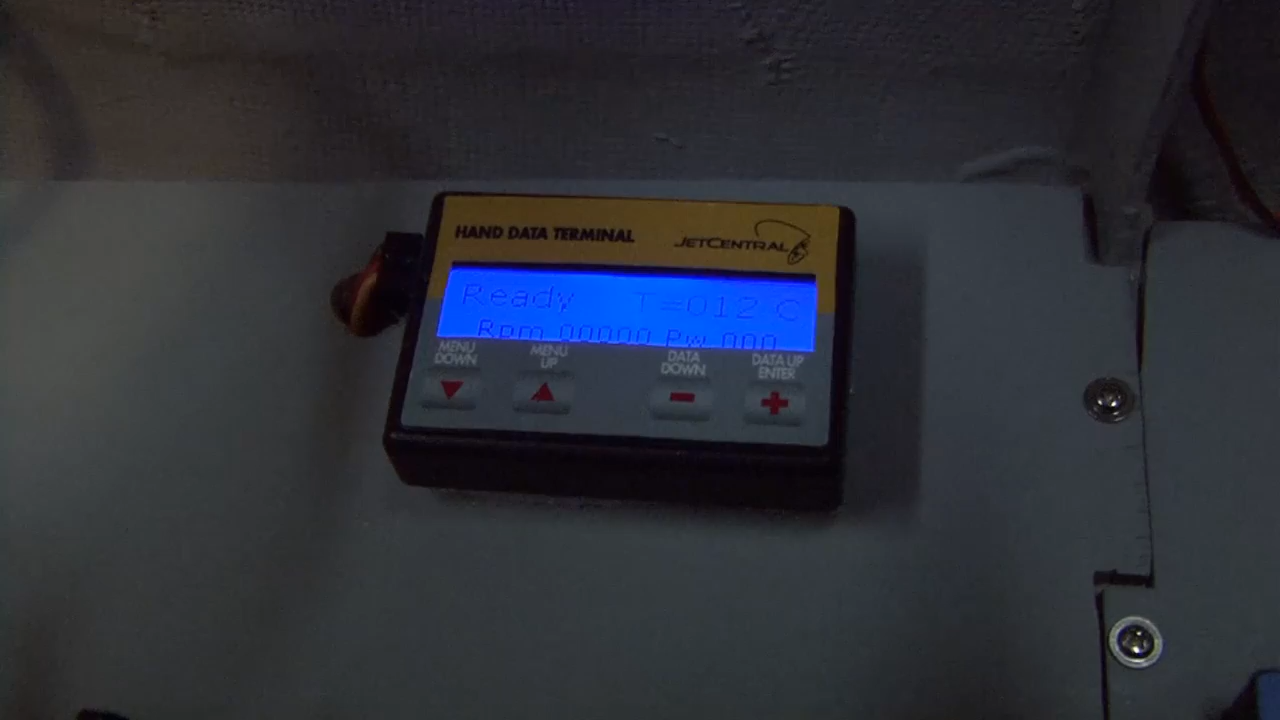 HAND DATA TERMINAL JETCENTRAL
Ready T=012 C
Rpm 00000 Pw 000
MENU DOWN
MENU UP
DATA DOWN
DATA UP ENTER